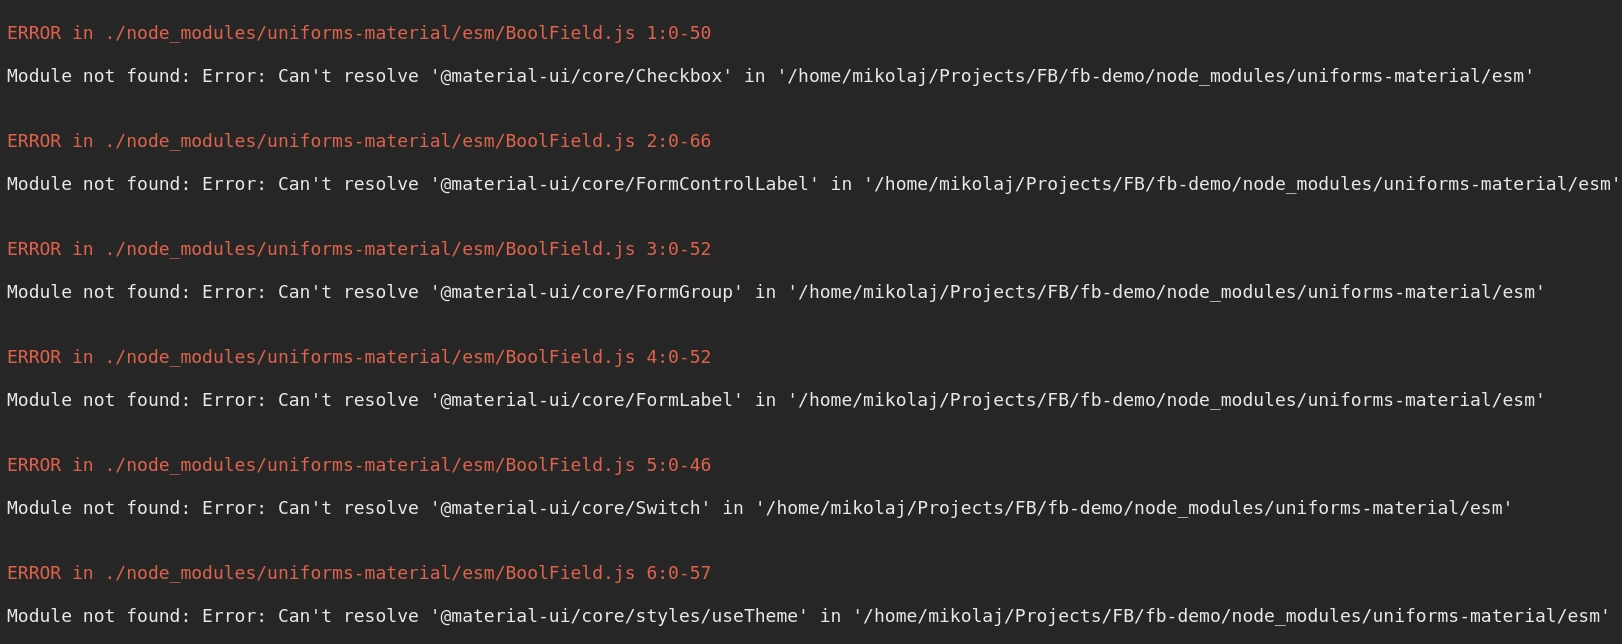 ERROR in ./node_modules/uniforms-material/esm/BoolField.js 1:0-50
Module not found: Error: Can't resolve '@material-ui/core/Checkbox' in '/home/mikolaj/Projects/FB/fb-demo/node_modules/uniforms-material/esm'
ERROR in ./node_modules/uniforms-material/esm/BoolField.js 2:0-66
Module not found: Error: Can't resolve '@material-ui/core/FormControlLabel' in '/home/mikolaj/Projects/FB/fb-demo/node_modules/uniforms-material/esm'
ERROR in ./node_modules/uniforms-material/esm/BoolField.js 3:0-52
Module not found: Error: Can't resolve '@material-ui/core/FormGroup' in '/home/mikolaj/Projects/FB/fb-demo/node_modules/uniforms-material/esm'
ERROR in ./node_modules/uniforms-material/esm/BoolField.js 4:0-52
Module not found: Error: Can't resolve '@material-ui/core/FormLabel' in '/home/mikolaj/Projects/FB/fb-demo/node_modules/uniforms-material/esm'
ERROR in ./node_modules/uniforms-material/esm/BoolField.js 5:0-46
Module not found: Error: Can't resolve '@material-ui/core/Switch' in '/home/mikolaj/Projects/FB/fb-demo/node_modules/uniforms-material/esm'
ERROR in ./node_modules/uniforms-material/esm/BoolField.js 6:0-57
Module not found: Error: Can't resolve '@material-ui/core/styles/useTheme' in '/home/mikolaj/Projects/FB/fb-demo/node_modules/uniforms-material/esm'